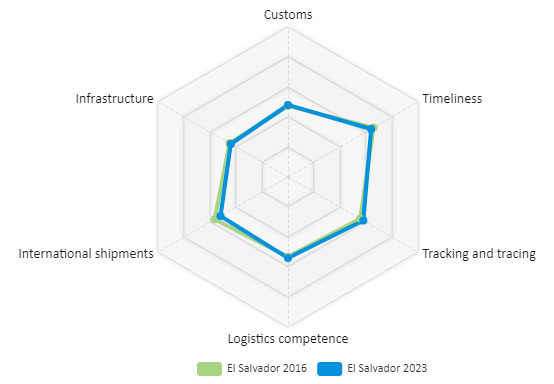 Customs
Infrastructure
Timeliness
International shipments
Tracking and tracing
Logistics competence
El Salvador 2016
El Salvador 2023